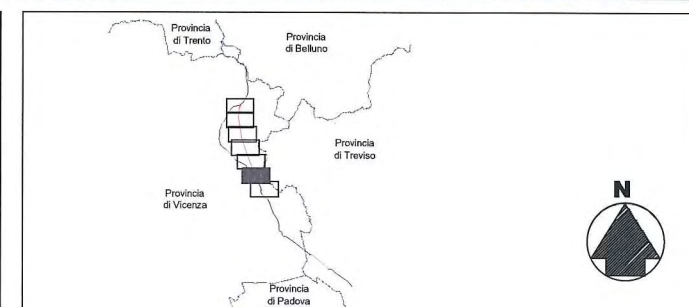 Provincia
di Trento
Provincia
di Belluno
Provincia
di Treviso
Provincia
di Vicenza
N
Provincia
di Padova